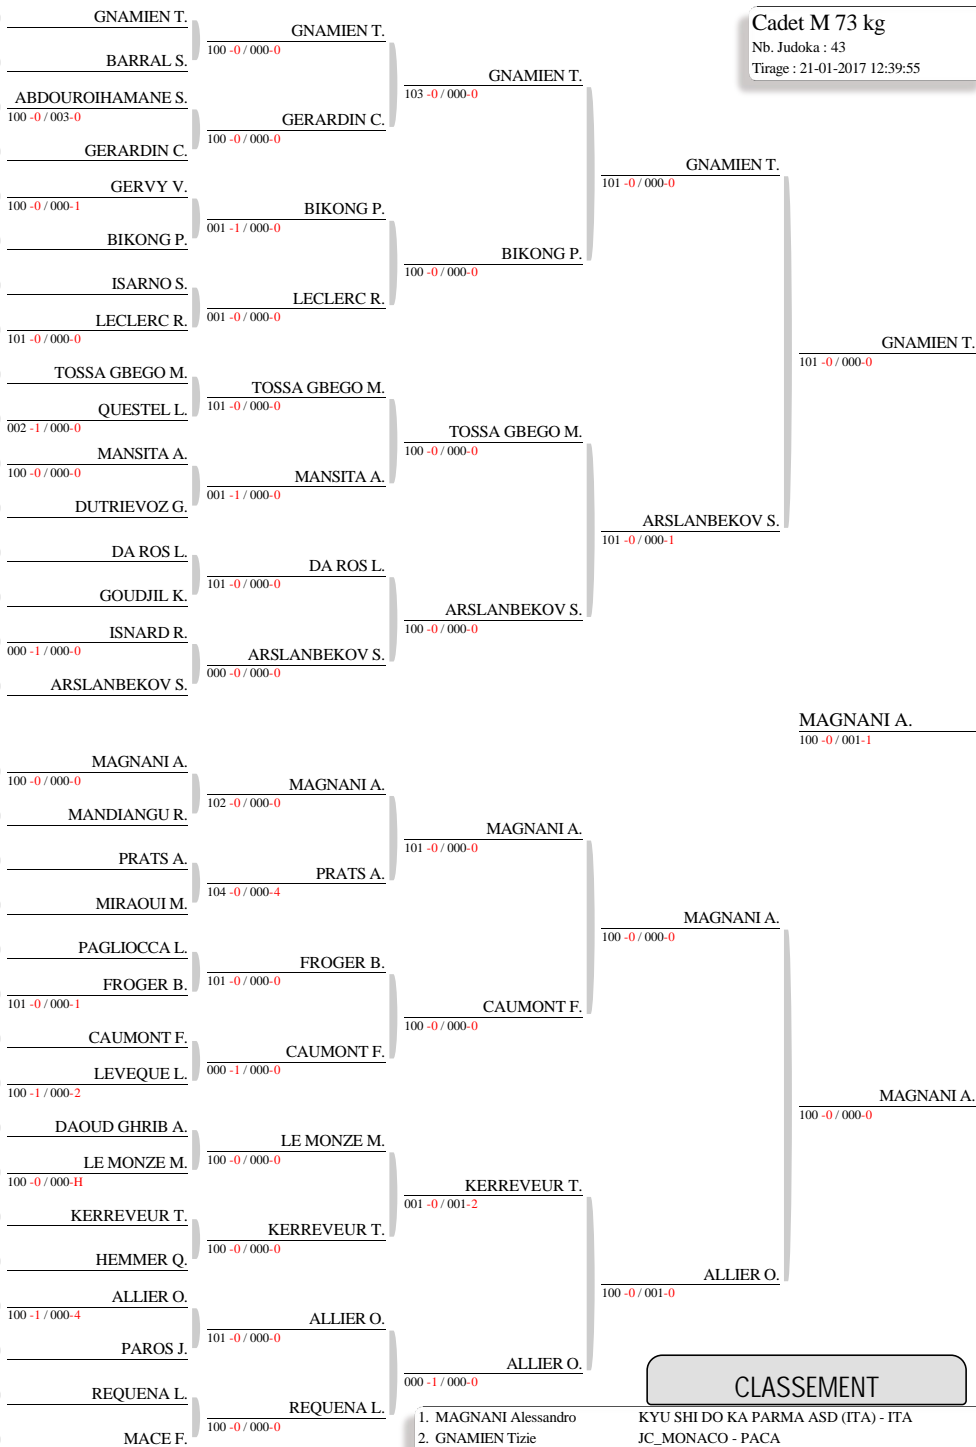 Cadet M 73 kg
Nb. Judoka : 43
Tirage : 21-01-2017 12:39:55
GNAMIEN T.
BARRAL S.
ABDOUROIHAMANE S.
100 -0 / 003-0
GERARDIN C.
GERVY V.
100 -0 / 000-1
BIKONG P.
ISARNO S.
LECLERC R.
101 -0 / 000-0
TOSSA GBEGO M.
QUESTEL L.
002 -1 / 000-0
MANSITA A.
100 -0 / 000-0
DUTRIEVOZ G.
DA ROS L.
GOUDJIL K.
ISNARD R.
000 -1 / 000-0
ARSLANBEKOV S.
MAGNANI A.
100 -0 / 000-0
MANDIANGU R.
PRATS A.
MIRAOUI M.
PAGLIOCCA L.
FROGER B.
101 -0 / 000-1
CAUMONT F.
LEVEQUE L.
100 -1 / 000-2
DAOUD GHRIB A.
LE MONZE M.
100 -0 / 000-H
KERREVEUR T.
HEMMER Q.
ALLIER O.
100 -1 / 000-4
PAROS J.
REQUENA L.
MACE F.
GNAMIEN T.
100 -0 / 000-0
GERARDIN C.
100 -0 / 000-0
BIKONG P.
001 -1 / 000-0
LECLERC R.
001 -0 / 000-0
TOSSA GBEGO M.
101 -0 / 000-0
MANSITA A.
001 -1 / 000-0
DA ROS L.
101 -0 / 000-0
ARSLANBEKOV S.
000 -0 / 000-0
MAGNANI A.
102 -0 / 000-0
PRATS A.
104 -0 / 000-4
FROGER B.
101 -0 / 000-0
CAUMONT F.
000 -1 / 000-0
LE MONZE M.
100 -0 / 000-0
KERREVEUR T.
100 -0 / 000-0
ALLIER O.
101 -0 / 000-0
REQUENA L.
100 -0 / 000-0
GNAMIEN T.
103 -0 / 000-0
BIKONG P.
100 -0 / 000-0
TOSSA GBEGO M.
100 -0 / 000-0
ARSLANBEKOV S.
100 -0 / 000-0
MAGNANI A.
101 -0 / 000-0
CAUMONT F.
100 -0 / 000-0
KERREVEUR T.
001 -0 / 001-2
ALLIER O.
000 -1 / 000-0
GNAMIEN T.
101 -0 / 000-0
ARSLANBEKOV S.
101 -0 / 000-1
MAGNANI A.
100 -0 / 000-0
ALLIER O.
100 -0 / 001-0
GNAMIEN T.
101 -0 / 000-0
MAGNANI A.
100 -0 / 001-1
MAGNANI A.
100 -0 / 000-0
CLASSEMENT
1. MAGNANI Alessandro KYU SHI DO KA PARMA ASD (ITA) - ITA
2. GNAMIEN Tizie JC_MONACO - PACA